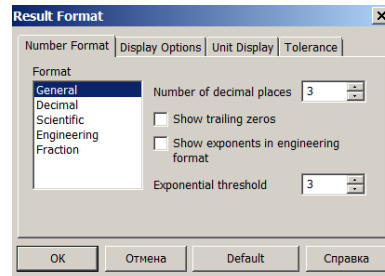 Result Format
Number Format Display Options Unit Display Tolerance
Format
General
Decimal
Scientific
Engineering
Fraction
Number of decimal places 3
Show trailing zeros
Show exponents in engineering
format
Exponential threshold 3
OK Отмена Default Справка